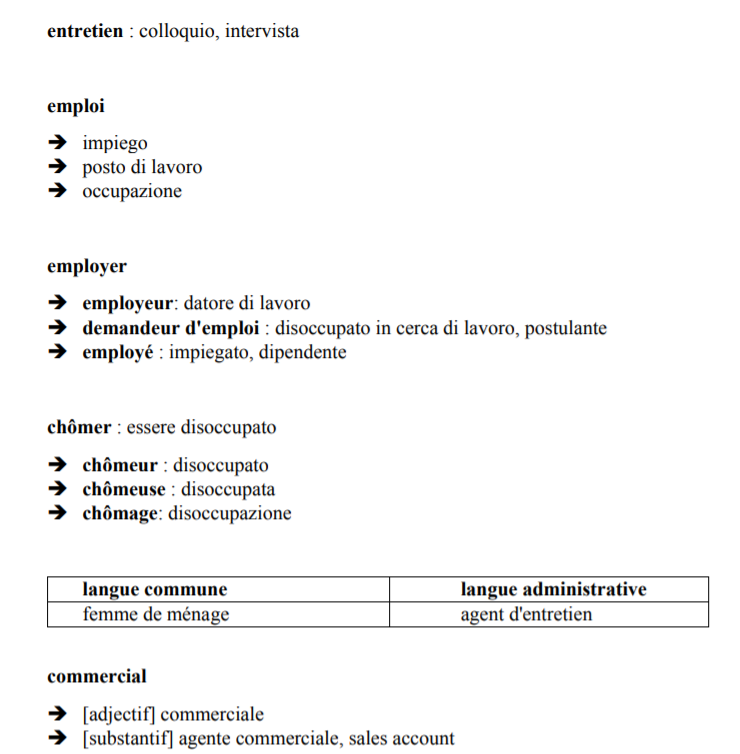 entretien : colloquio, intervista
emploi
➔ impiego
➔ posto di lavoro
➔ occupazione
employer
➔ employeur: datore di lavoro
➔ demandeur d'emploi : disoccupato in cerca di lavoro, postulante
➔ employé : impiegato, dipendente
chômer : essere disoccupato
➔ chômeur : disoccupato
➔ chômeuse : disoccupata
➔ chômage: disoccupazione
langue commune langue administrative
femme de ménage agent d'entretien
commercial
➔ [adjectif] commerciale
➔ [substantif] agente commerciale, sales account